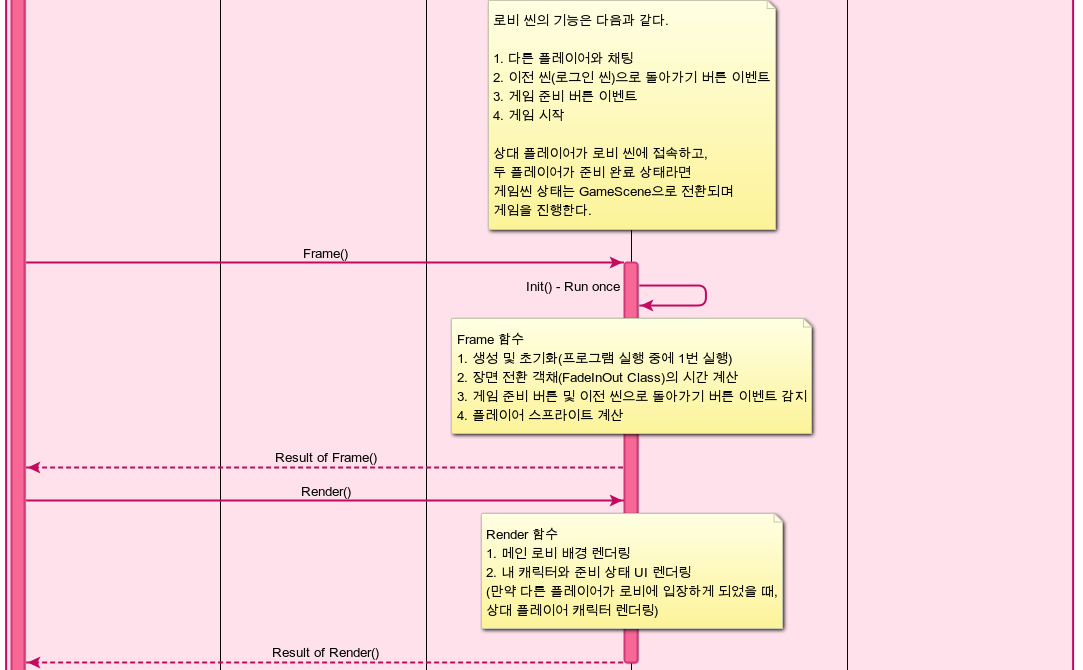 로비 씬의 기능은 다음과 같다.
1. 다른 플레이어와 채팅
2. 이전 씬(로그인 씬)으로 돌아가기 버튼 이벤트
3. 게임 준비 버튼 이벤트
4. 게임 시작
상대 플레이어가 로비 씬에 접속하고,
두 플레이어가 준비 완료 상태라면
게임씬 상태는 GameScene으로 전환되며
게임을 진행한다.
Frame()
Init() - Run once
Frame 함수
1. 생성 및 초기화(프로그램 실행 중에 1번 실행)
2. 장면 전환 객채(FadeInOut Class)의 시간 계산
3. 게임 준비 버튼 및 이전 씬으로 돌아가기 버튼 이벤트 감지
4. 플레이어 스프라이트 계산
Result of Frame()
Render()
Render 함수
1. 메인 로비 배경 렌더링
2. 내 캐릭터와 준비 상태 UI 렌더링
(만약 다른 플레이어가 로비에 입장하게 되었을 때,
상대 플레이어 캐릭터 렌더링)
Result of Render()